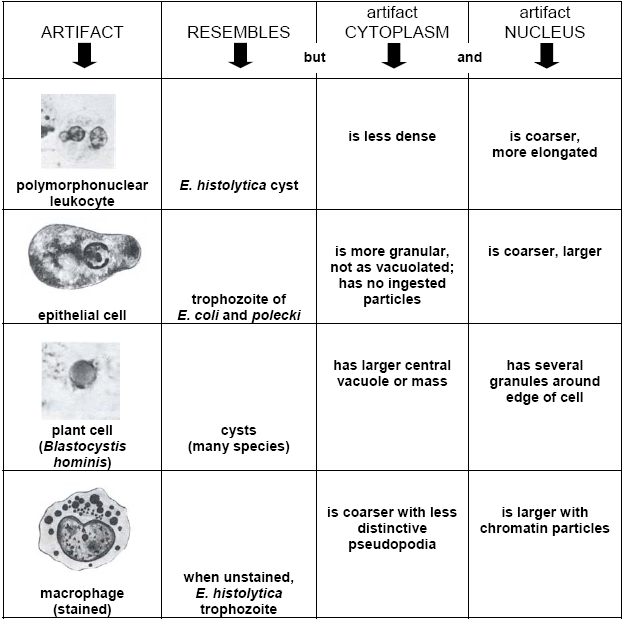 ARTIFACT
RESEMBLES
but
artifact
CYTOPLASM
and
artifact
NUCLEUS
polymorphonuclear
leukocyte
E. histolytica cyst
is less dense
is coarser,
more elongated
epithelial cell
trophozoite of
E. coli and polecki
is more granular,
not as vacuolated;
has no ingested
particles
is coarser, larger
plant cell
(Blastocystis
hominis)
cysts
(many species)
has larger central
vacuole or mass
has several
granules around
edge of cell
macrophage
(stained)
when unstained,
E. histolytica
trophozoite
is coarser with less
distinctive
pseudopodia
is larger with
chromatin particles